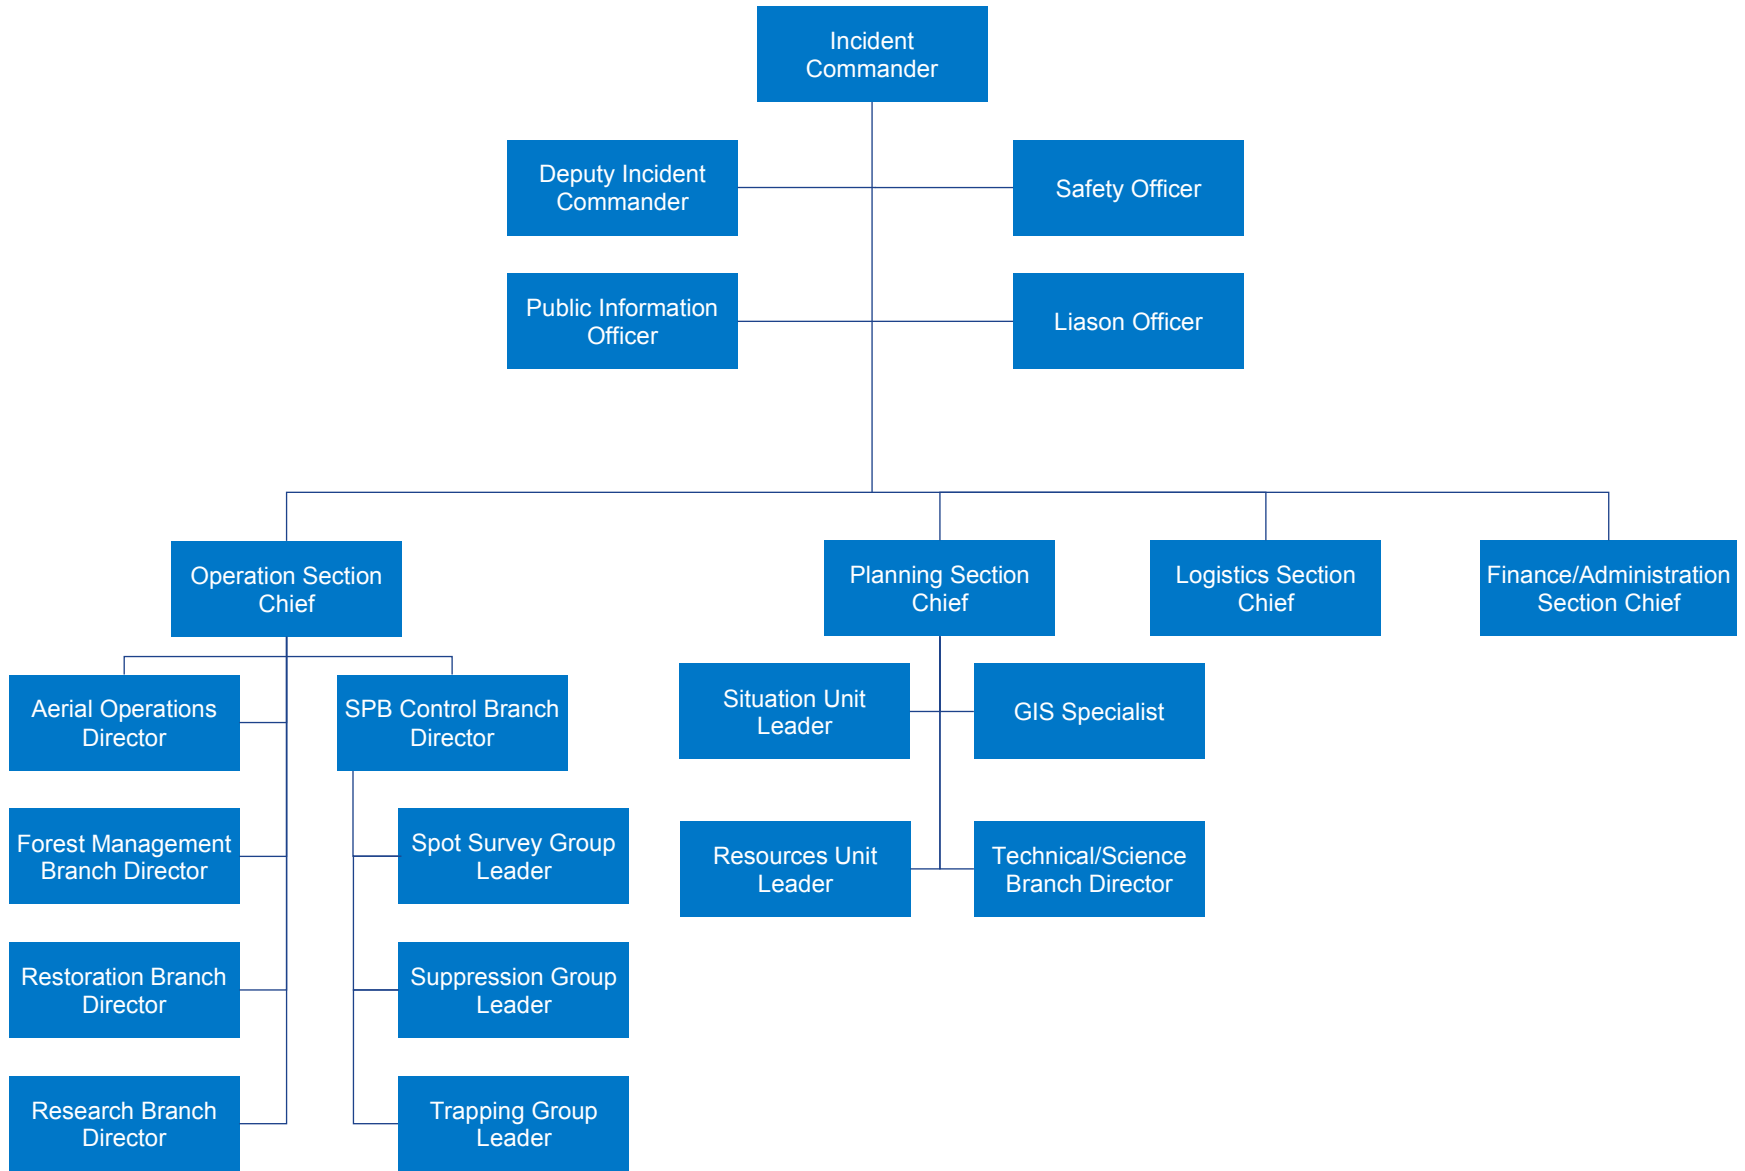 Incident
Commander
Deputy Incident
Commander
Safety Officer
Public Information
Officer
Liason Officer
Operation Section
Chief
Planning Section
Chief
Logistics Section
Chief
Finance/Administration
Section Chief
Aerial Operations
Director
SPB Control Branch
Director
Situation Unit
Leader
GIS Specialist
Forest Management
Branch Director
Spot Survey Group
Leader
Resources Unit
Leader
Technical/Science
Branch Director
Restoration Branch
Director
Suppression Group
Leader
Research Branch
Director
Trapping Group
Leader